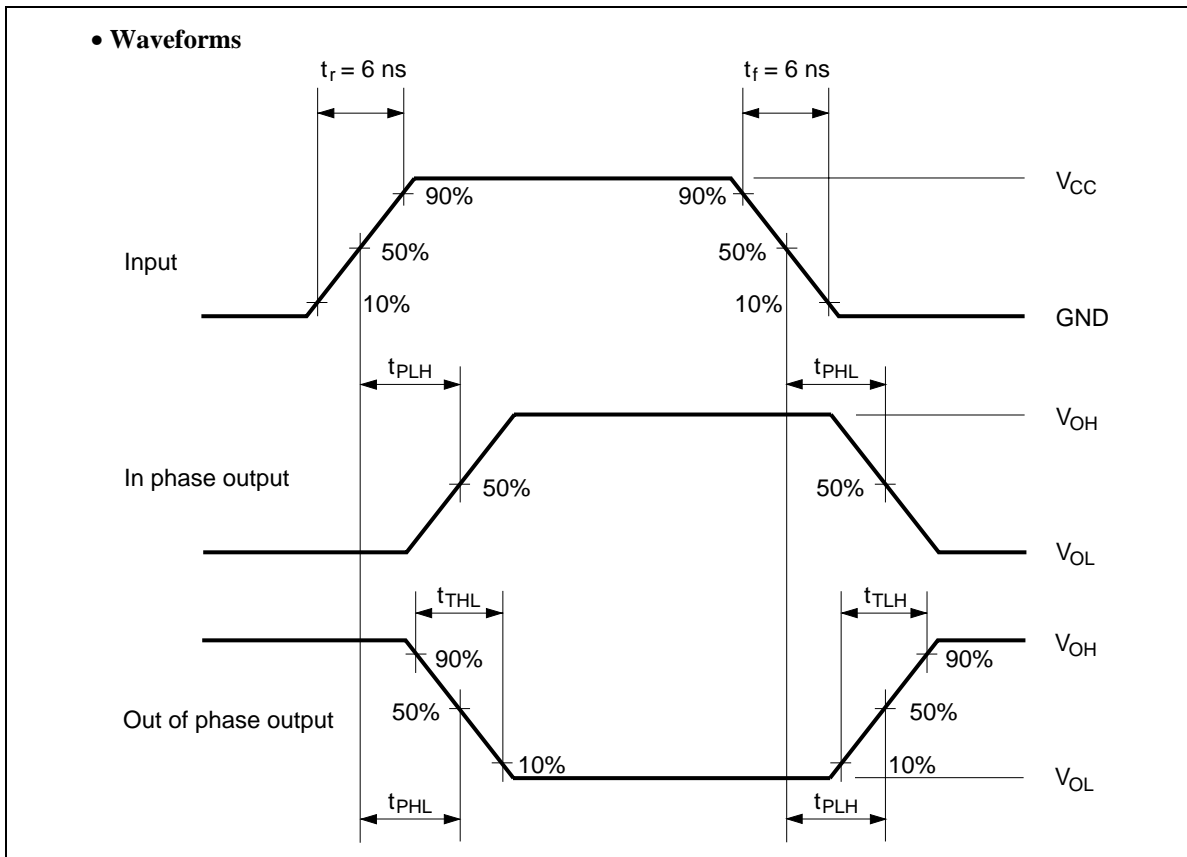 • Waveforms
tr = 6 ns
tf = 6 ns
VCC
90%
90%
50%
50%
Input
10%
10%
GND
tPLH
tPHL
VOH
In phase output
50%
50%
VOL
tTHL
tTLH
VOH
90%
90%
Out of phase output
50%
50%
10%
10%
VOL
tPHL
tPLH